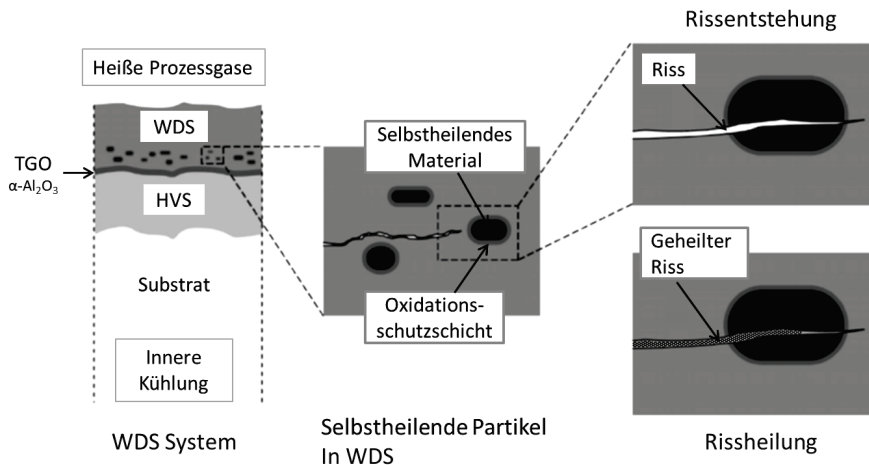 Heiße Prozessgase
WDS
TGO
α-Al₂O₃
HVS
Substrat
Innere
Kühlung
WDS System
Selbstheilendes
Material
Oxidations-
schutzschicht
Selbstheilende Partikel
In WDS
Rissentstehung
Riss
Geheilter
Riss
Rissheilung